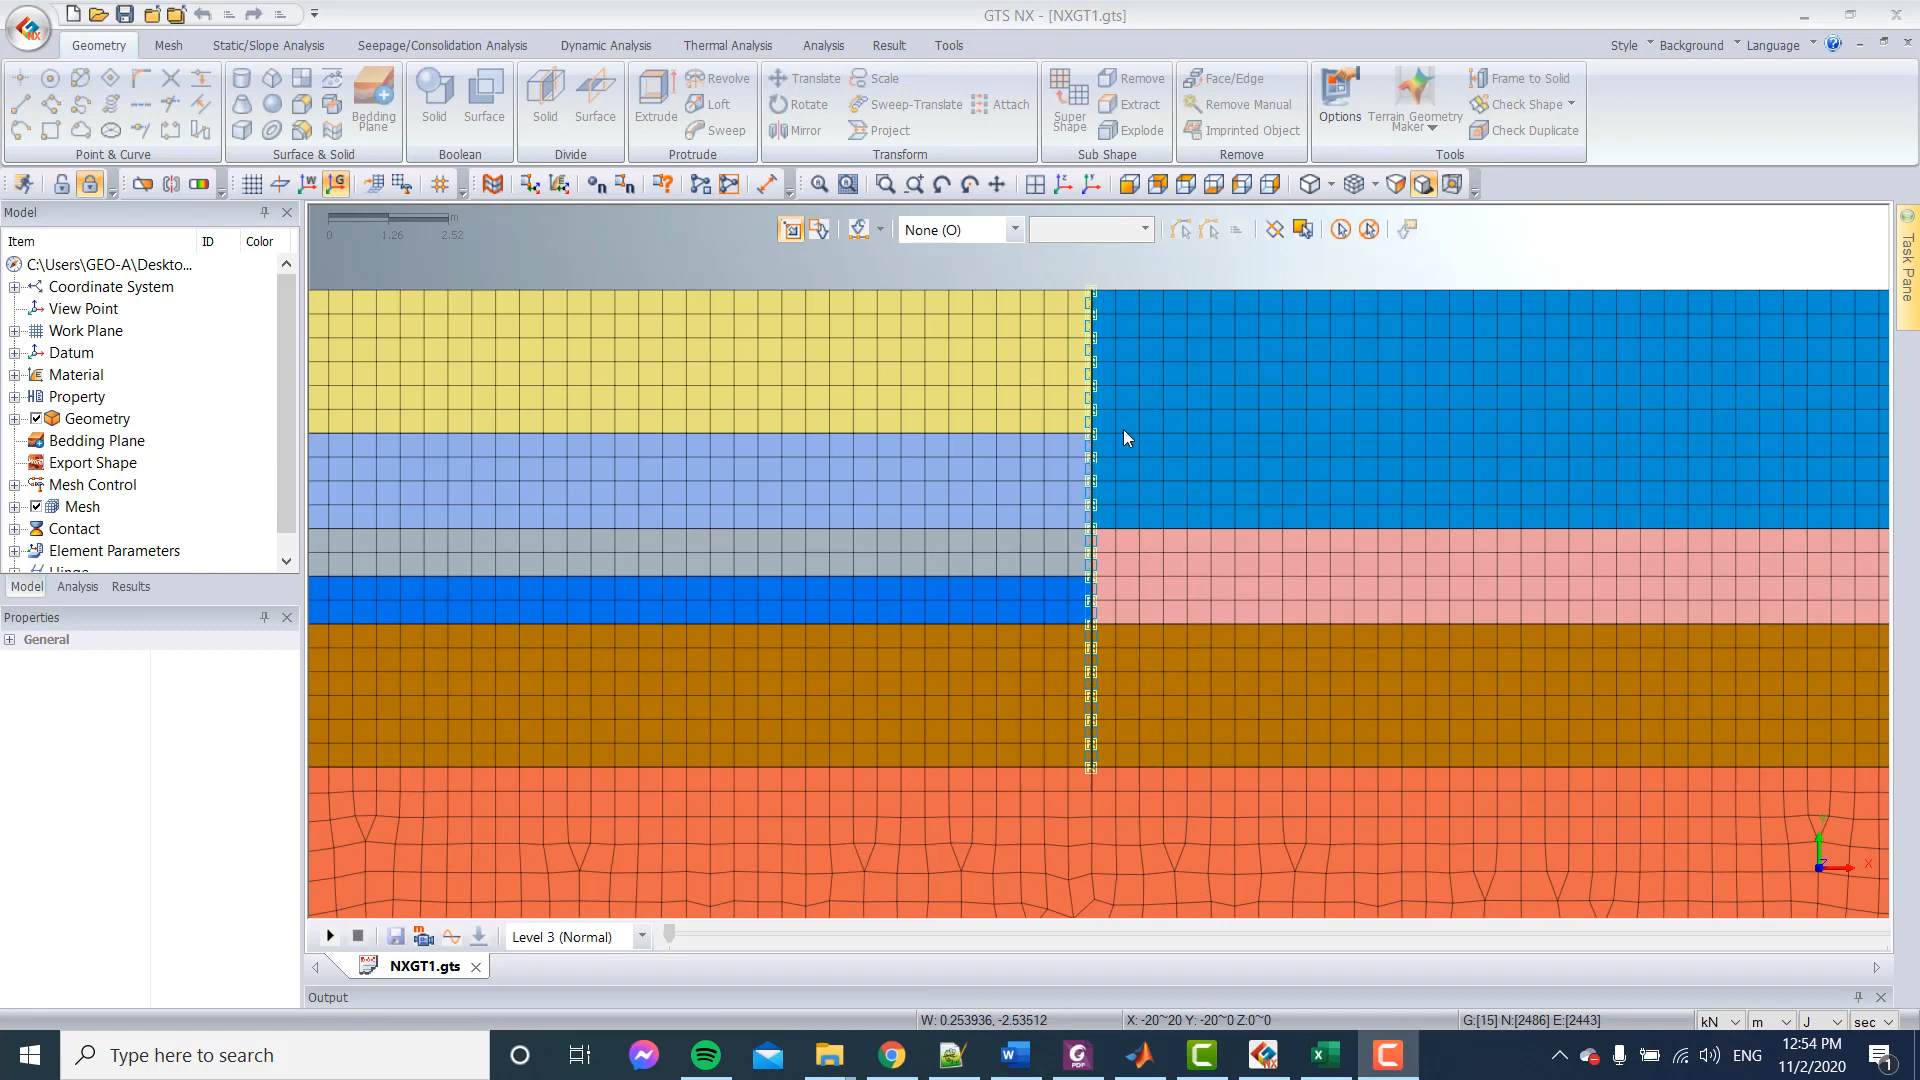 GTS NX - [NXGT1.gts]
Geometry Mesh Static/Slope Analysis Seepage/Consolidation Analysis Dynamic Analysis Thermal Analysis Analysis Result Tools
Style Background Language
Bedding Plane
Point & Curve
Surface & Solid
Solid Surface
Boolean
Solid Surface
Divide
Extrude Revolve Loft Sweep
Protrude
Translate Scale
Rotate Sweep-Translate Attach
Mirror Project
Transform
Super Shape Remove Extract Explode
Sub Shape
Face/Edge
Remove Manual
Imprinted Object
Remove
Options Terrain Geometry Maker
Frame to Solid
Check Shape
Check Duplicate
Tools
Model
Item ID Color
C:\Users\GEO-A\Deskto...
Coordinate System
View Point
Work Plane
Datum
Material
Property
Geometry
Bedding Plane
Export Shape
Mesh Control
Mesh
Contact
Element Parameters
Model Analysis Results
Properties
General
m
0 1.26 2.52
None (O)
Task Pane
Y
Z
X
Level 3 (Normal)
NXGT1.gts
Output
W: 0.253936, -2.53512 X: -20~20 Y: -20~0 Z:0~0 G:[15] N:[2486] E:[2443] kN m J sec
Type here to search
ENG
12:54 PM
11/2/2020
1